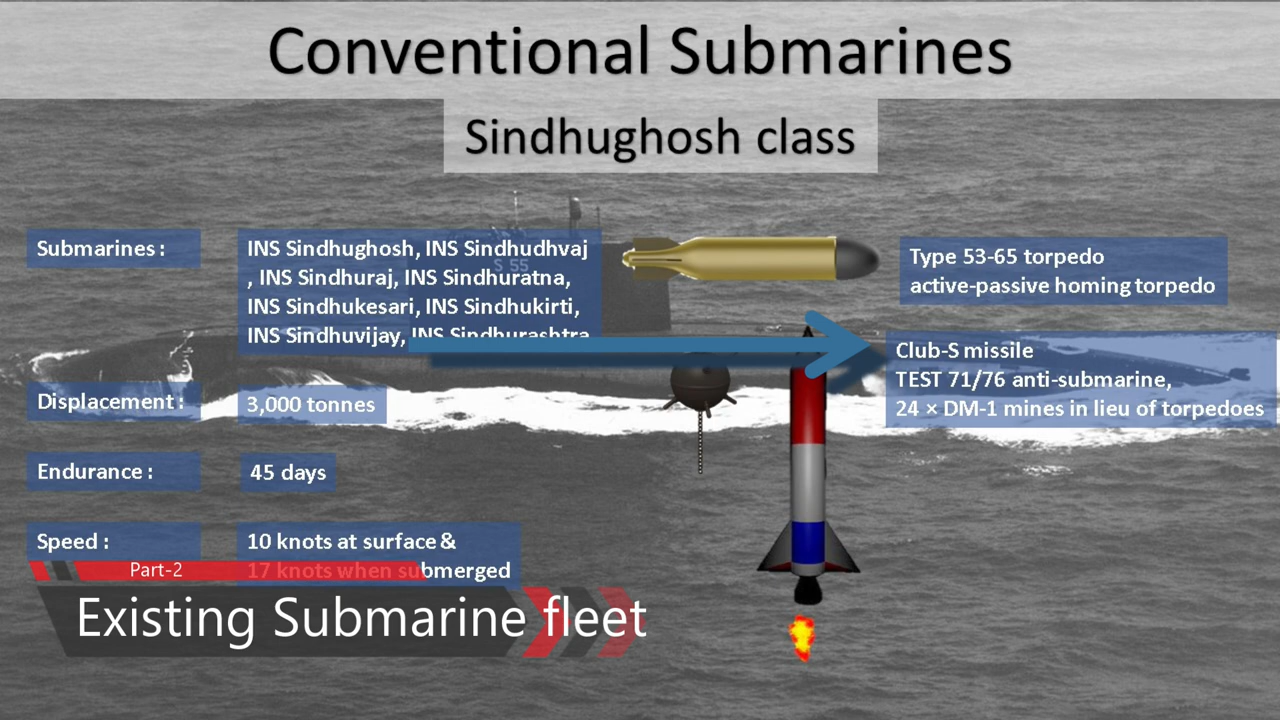 Conventional Submarines
Sindhughosh class
Submarines :
INS Sindhughosh, INS Sindhudhvaj
, INS Sindhuraj, INS Sindhuratna,
INS Sindhukesari, INS Sindhukirti,
INS Sindhuvijay, INS Sindhurashtra
S 55
Type 53-65 torpedo
active-passive homing torpedo
Club-S missile
TEST 71/76 anti-submarine,
24 × DM-1 mines in lieu of torpedoes
Displacement :
3,000 tonnes
Endurance :
45 days
Speed :
10 knots at surface &
17 knots when submerged
Part-2
Existing Submarine fleet